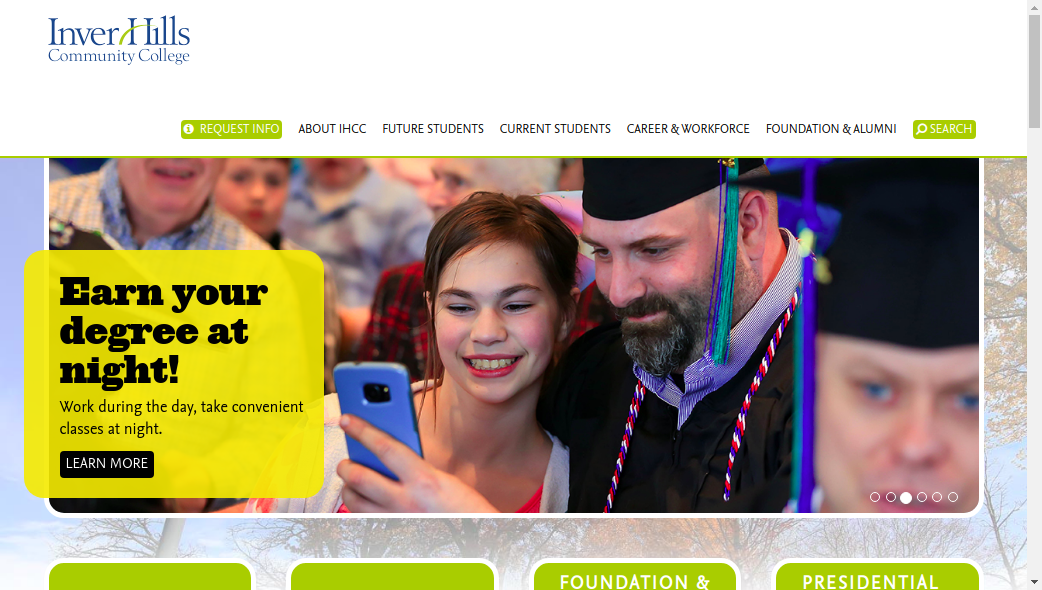 Inver Hills
Community College
REQUEST INFO ABOUT IHCC FUTURE STUDENTS CURRENT STUDENTS CAREER & WORKFORCE FOUNDATION & ALUMNI SEARCH
Earn your
degree at
night!
Work during the day, take convenient
classes at night.
LEARN MORE
FOUNDATION &
PRESIDENTIAL